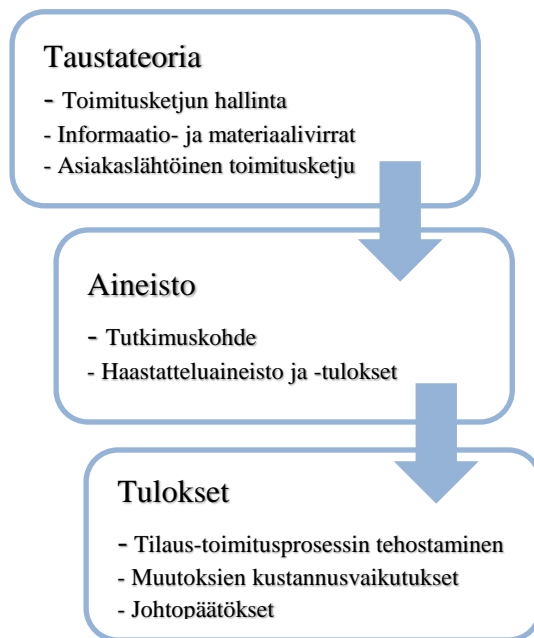 Taustateoria
- Toimitusketjun hallinta
- Informaatio- ja materiaalivirrat
- Asiakaslähtöinen toimitusketju
Aineisto
- Tutkimuskohde
- Haastatteluaineisto ja -tulokset
Tulokset
- Tilaus-toimitusprosessin tehostaminen
- Muutoksien kustannusvaikutukset
- Johtopäätökset